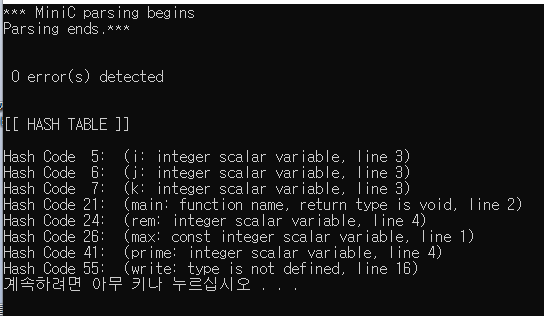 *** MiniC parsing begins
Parsing ends.***
0 error(s) detected
[[ HASH TABLE ]]
Hash Code  5:  (i: integer scalar variable, line 3)
Hash Code  6:  (j: integer scalar variable, line 3)
Hash Code  7:  (k: integer scalar variable, line 3)
Hash Code 21:  (main: function name, return type is void, line 2)
Hash Code 24:  (rem: integer scalar variable, line 4)
Hash Code 26:  (max: const integer scalar variable, line 1)
Hash Code 41:  (prime: integer scalar variable, line 4)
Hash Code 55:  (write: type is not defined, line 16)
계속하려면 아무 키나 누르십시오 . . .